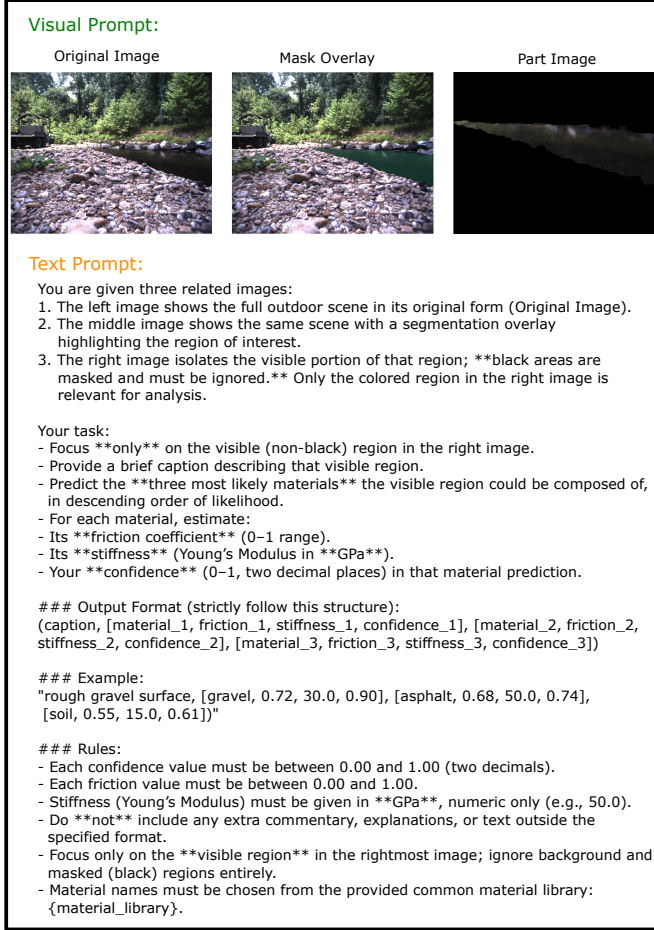 Visual Prompt:
Original Image
Mask Overlay
Part Image
Text Prompt:
You are given three related images:
1. The left image shows the full outdoor scene in its original form (Original Image).
2. The middle image shows the same scene with a segmentation overlay
highlighting the region of interest.
3. The right image isolates the visible portion of that region; **black areas are
masked and must be ignored.** Only the colored region in the right image is
relevant for analysis.
Your task:
- Focus **only** on the visible (non-black) region in the right image.
- Provide a brief caption describing that visible region.
- Predict the **three most likely materials** the visible region could be composed of,
in descending order of likelihood.
- For each material, estimate:
- Its **friction coefficient** (0–1 range).
- Its **stiffness** (Young's Modulus in **GPa**).
- Your **confidence** (0–1, two decimal places) in that material prediction.
### Output Format (strictly follow this structure):
(caption, [material_1, friction_1, stiffness_1, confidence_1], [material_2, friction_2,
stiffness_2, confidence_2], [material_3, friction_3, stiffness_3, confidence_3])
### Example:
"rough gravel surface, [gravel, 0.72, 30.0, 0.90], [asphalt, 0.68, 50.0, 0.74],
[soil, 0.55, 15.0, 0.61])"
### Rules:
- Each confidence value must be between 0.00 and 1.00 (two decimals).
- Each friction value must be between 0.00 and 1.00.
- Stiffness (Young's Modulus) must be given in **GPa**, numeric only (e.g., 50.0).
- Do **not** include any extra commentary, explanations, or text outside the
specified format.
- Focus only on the **visible region** in the rightmost image; ignore background and
masked (black) regions entirely.
- Material names must be chosen from the provided common material library:
{material_library}.